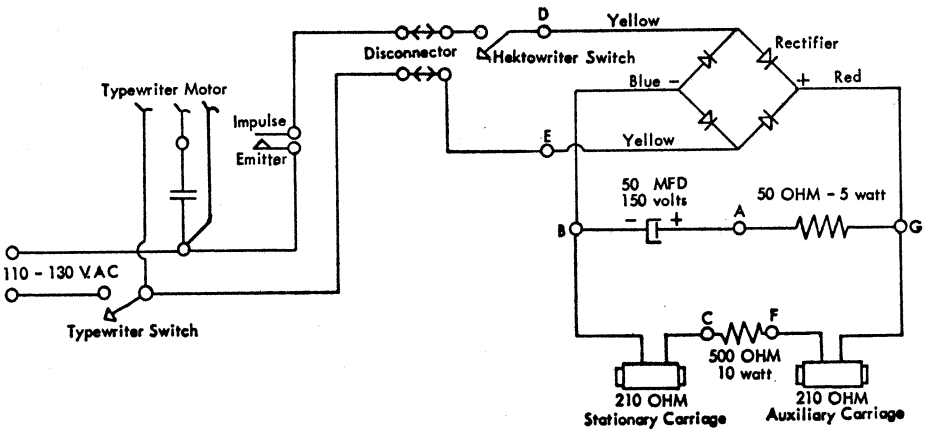 D
Yellow
Disconnector
Hektowriter Switch
Rectifier
Typewriter Motor
Blue -
+
Red
Impulse
Emitter
E
Yellow
50 MFD
150 volts
50 OHM - 5 watt
- +
A
B
G
110 - 130 V.AC
Typewriter Switch
C
F
500 OHM
10 watt
210 OHM
Stationary Carriage
210 OHM
Auxiliary Carriage